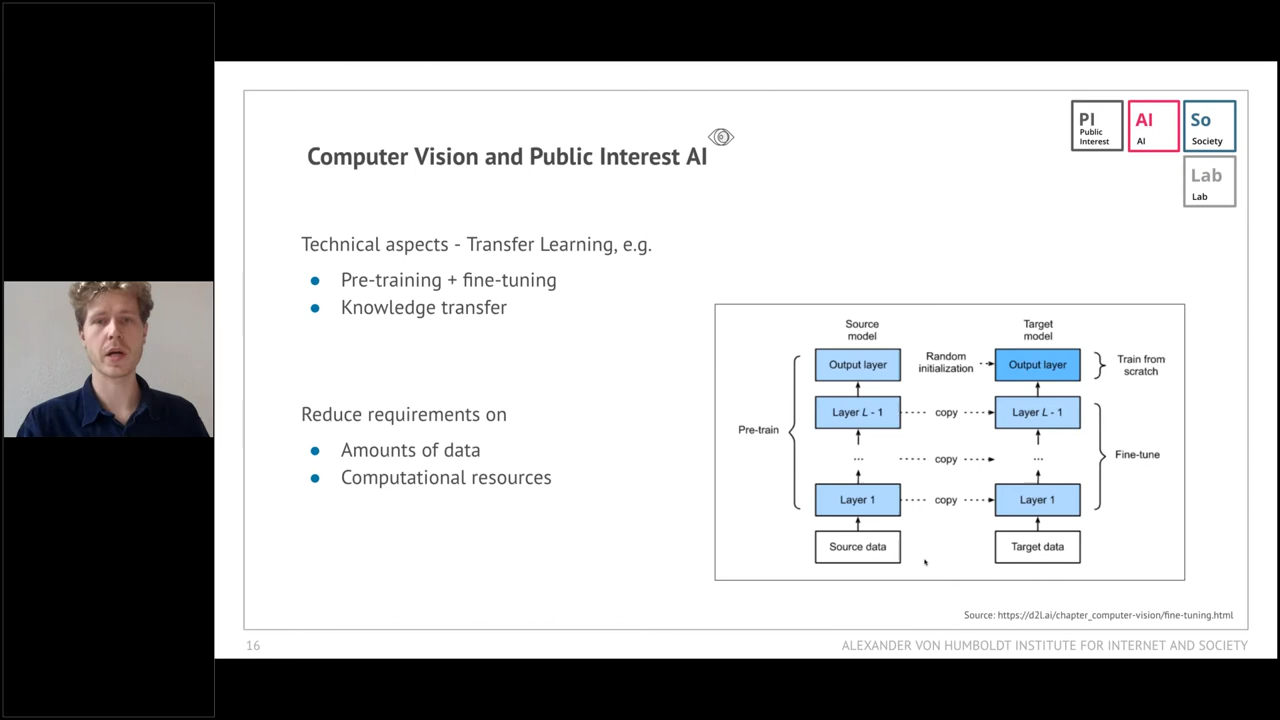 PI
Public
Interest
AI
AI
So
Society
Lab
Lab
Computer Vision and Public Interest AI
Technical aspects - Transfer Learning, e.g.
● Pre-training + fine-tuning
● Knowledge transfer
Reduce requirements on
● Amounts of data
● Computational resources
Source
model
Target
model
Output layer
Random
initialization
Output layer
Train from
scratch
Layer L - 1
copy
Layer L - 1
Pre-train
...
copy
...
Fine-tune
Layer 1
copy
Layer 1
Source data
Target data
Source: https://d2l.ai/chapter_computer-vision/fine-tuning.html
16
ALEXANDER VON HUMBOLDT INSTITUTE FOR INTERNET AND SOCIETY